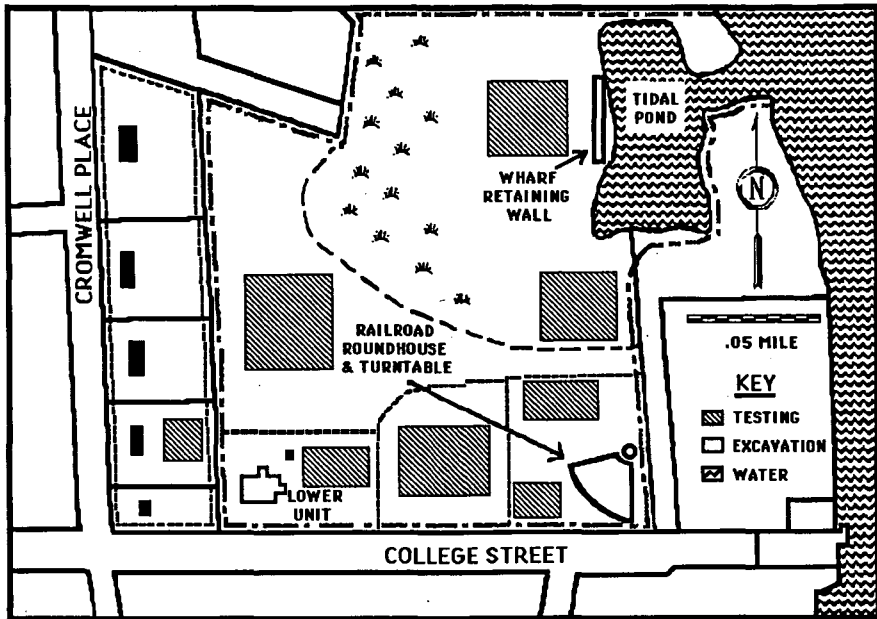 TIDAL
POND
WHARF
RETAINING
WALL
N
CROMWELL PLACE
RAILROAD
ROUNDHOUSE
& TURNTABLE
.05 MILE
KEY
TESTING
EXCAVATION
WATER
LOWER
UNIT
COLLEGE STREET